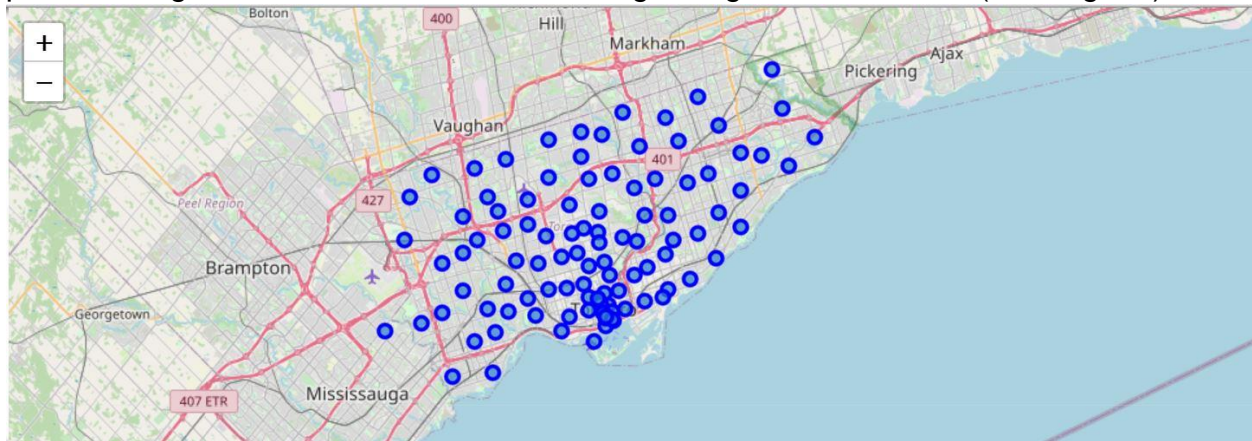 Bolton
400
Hill
+
Markham
Ajax
Pickering
−
Vaughan
401
427
Peel Region
Brampton
Georgetown
Mississauga
407 ETR